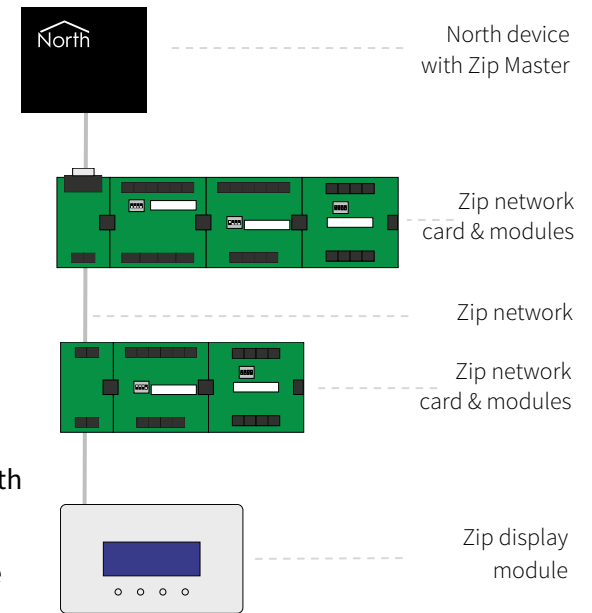 North
North device
with Zip Master
Zip network
card & modules
Zip network
Zip network
card & modules
th
Zip display
module
e